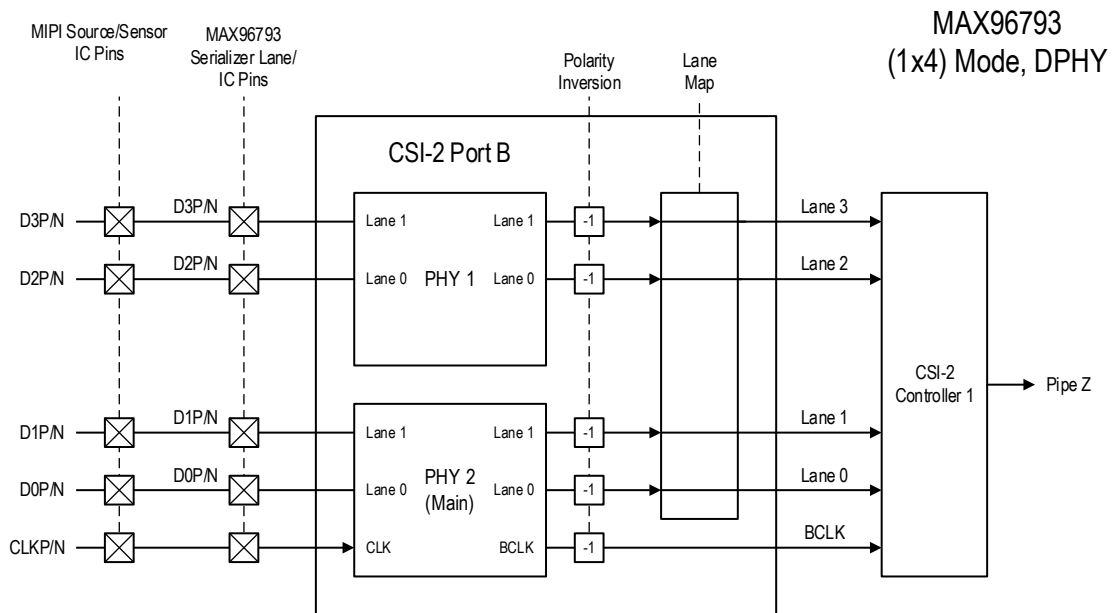 MAX96793
(1x4) Mode, DPHY
MIPI Source/Sensor
IC Pins
MAX96793
Serializer Lane/
IC Pins
Polarity
Inversion
Lane
Map
CSI-2 Port B
D3P/N
D3P/N
Lane 1
Lane 1
-1
Lane 3
D2P/N
D2P/N
Lane 0
PHY 1
Lane 0
-1
Lane 2
D1P/N
D1P/N
Lane 1
Lane 1
-1
Lane 1
D0P/N
D0P/N
Lane 0
PHY 2
(Main)
Lane 0
-1
Lane 0
CLKP/N
CLK
BCLK
-1
BCLK
CSI-2
Controller 1
Pipe Z